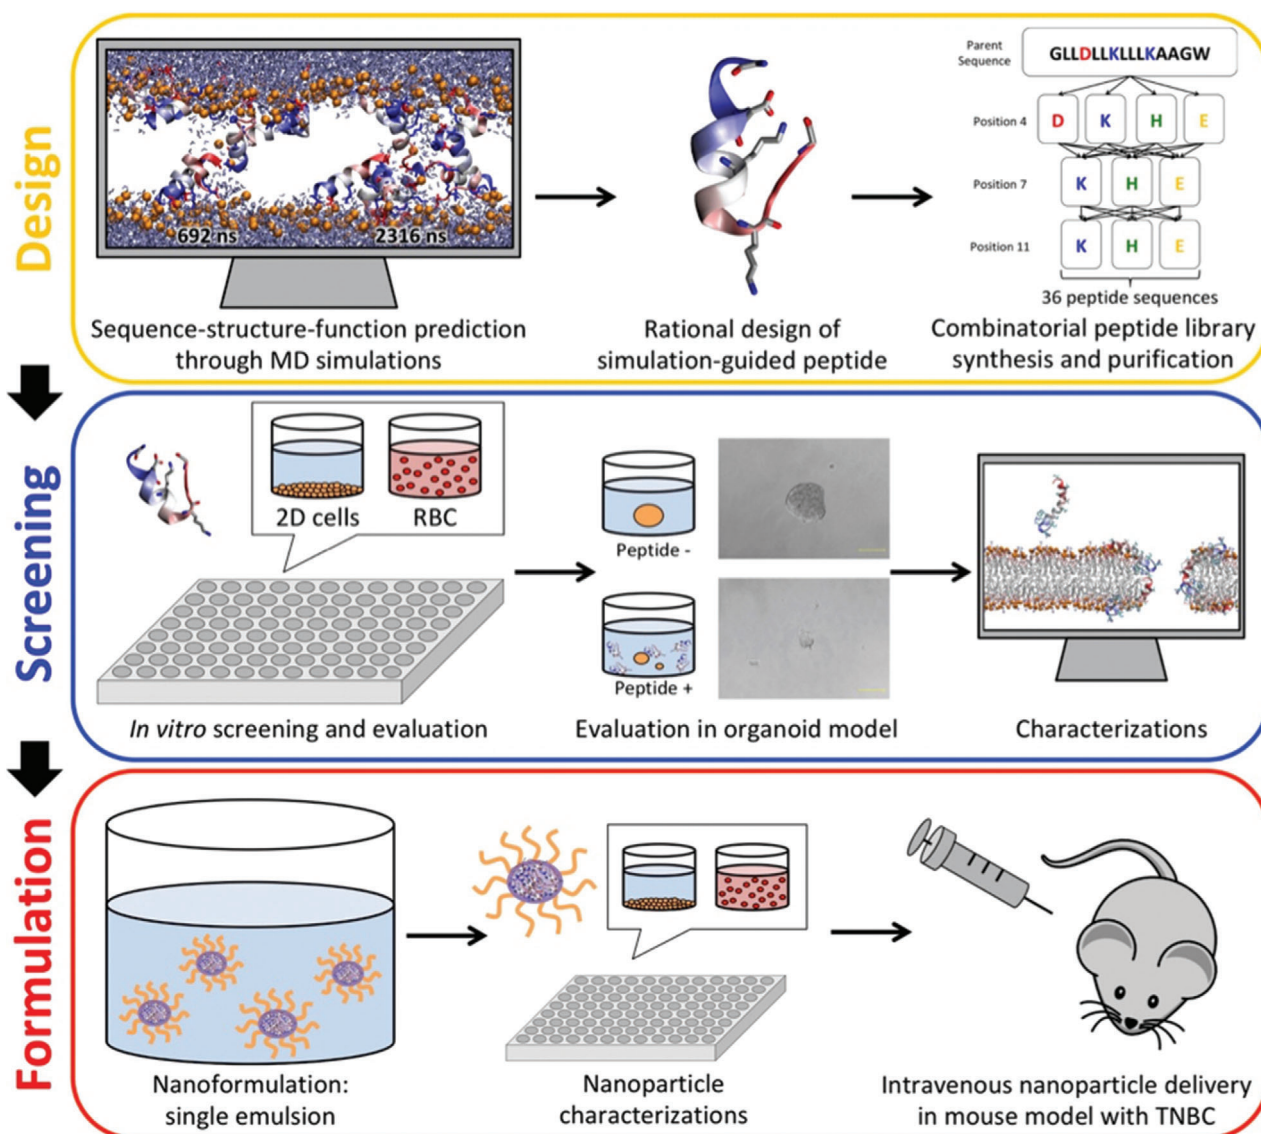 Design
692 ns
2316 ns
Sequence-structure-function prediction
through MD simulations
Rational design of
simulation-guided peptide
Parent
Sequence
GLLDLLKLLLKAAGW
Position 4
D K H E
Position 7
K H E
Position 11
K H E
36 peptide sequences
Combinatorial peptide library
synthesis and purification
Screening
2D cells
RBC
In vitro screening and evaluation
Peptide -
Peptide +
Evaluation in organoid model
Characterizations
Formulation
Nanoformulation:
single emulsion
Nanoparticle
characterizations
Intravenous nanoparticle delivery
in mouse model with TNBC